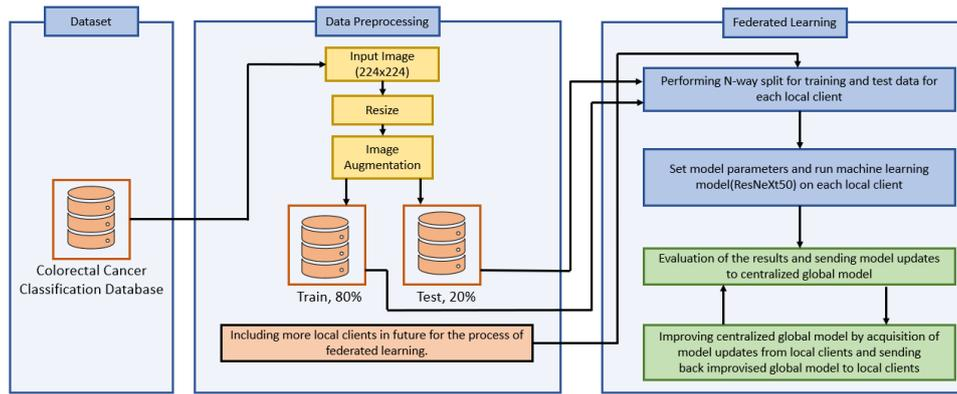 Dataset
Colorectal Cancer
Classification Database
Data Preprocessing
Input Image
(224x224)
Resize
Image
Augmentation
Train, 80%
Test, 20%
Including more local clients in future for the process of
federated learning.
Federated Learning
Performing N-way split for training and test data for
each local client
Set model parameters and run machine learning
model(ResNeXt50) on each local client
Evaluation of the results and sending model updates
to centralized global model
Improving centralized global model by acquisition of
model updates from local clients and sending
back improvised global model to local clients